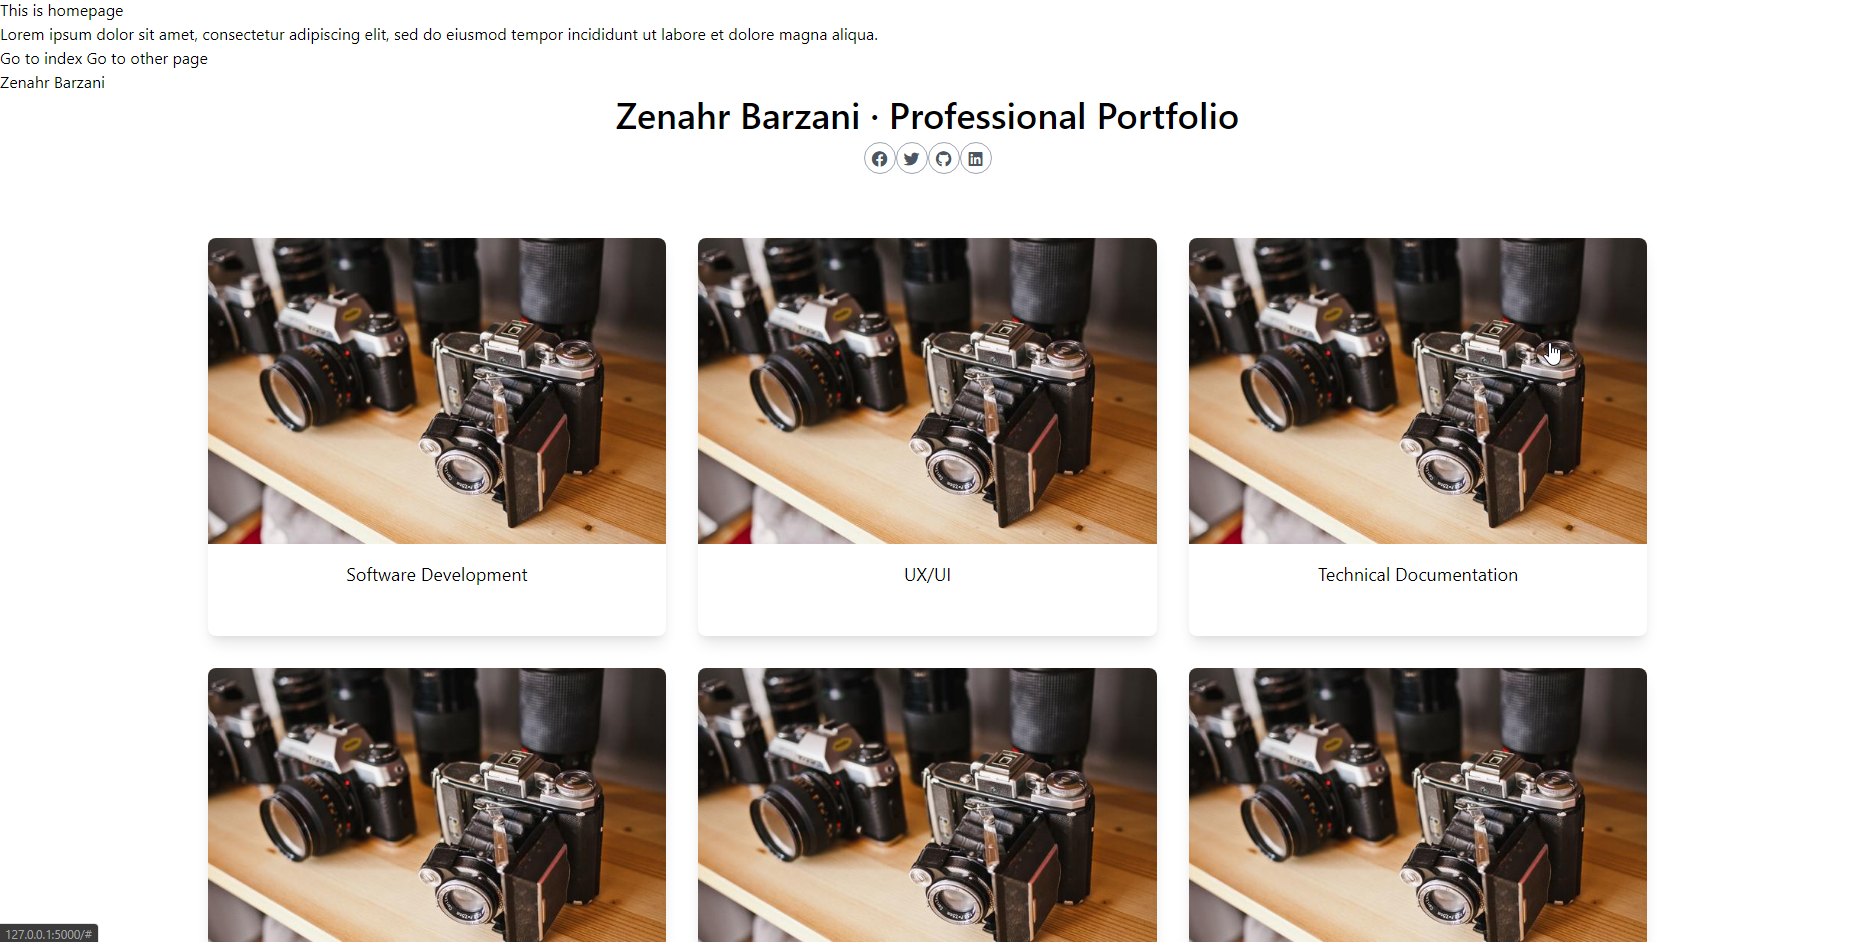 This is homepage
Lorem ipsum dolor sit amet, consectetur adipiscing elit, sed do eiusmod tempor incididunt ut labore et dolore magna aliqua.
Go to index Go to other page
Zenahr Barzani
Zenahr Barzani · Professional Portfolio
Software Development
UX/UI
Technical Documentation
127.0.0.1:5000/#